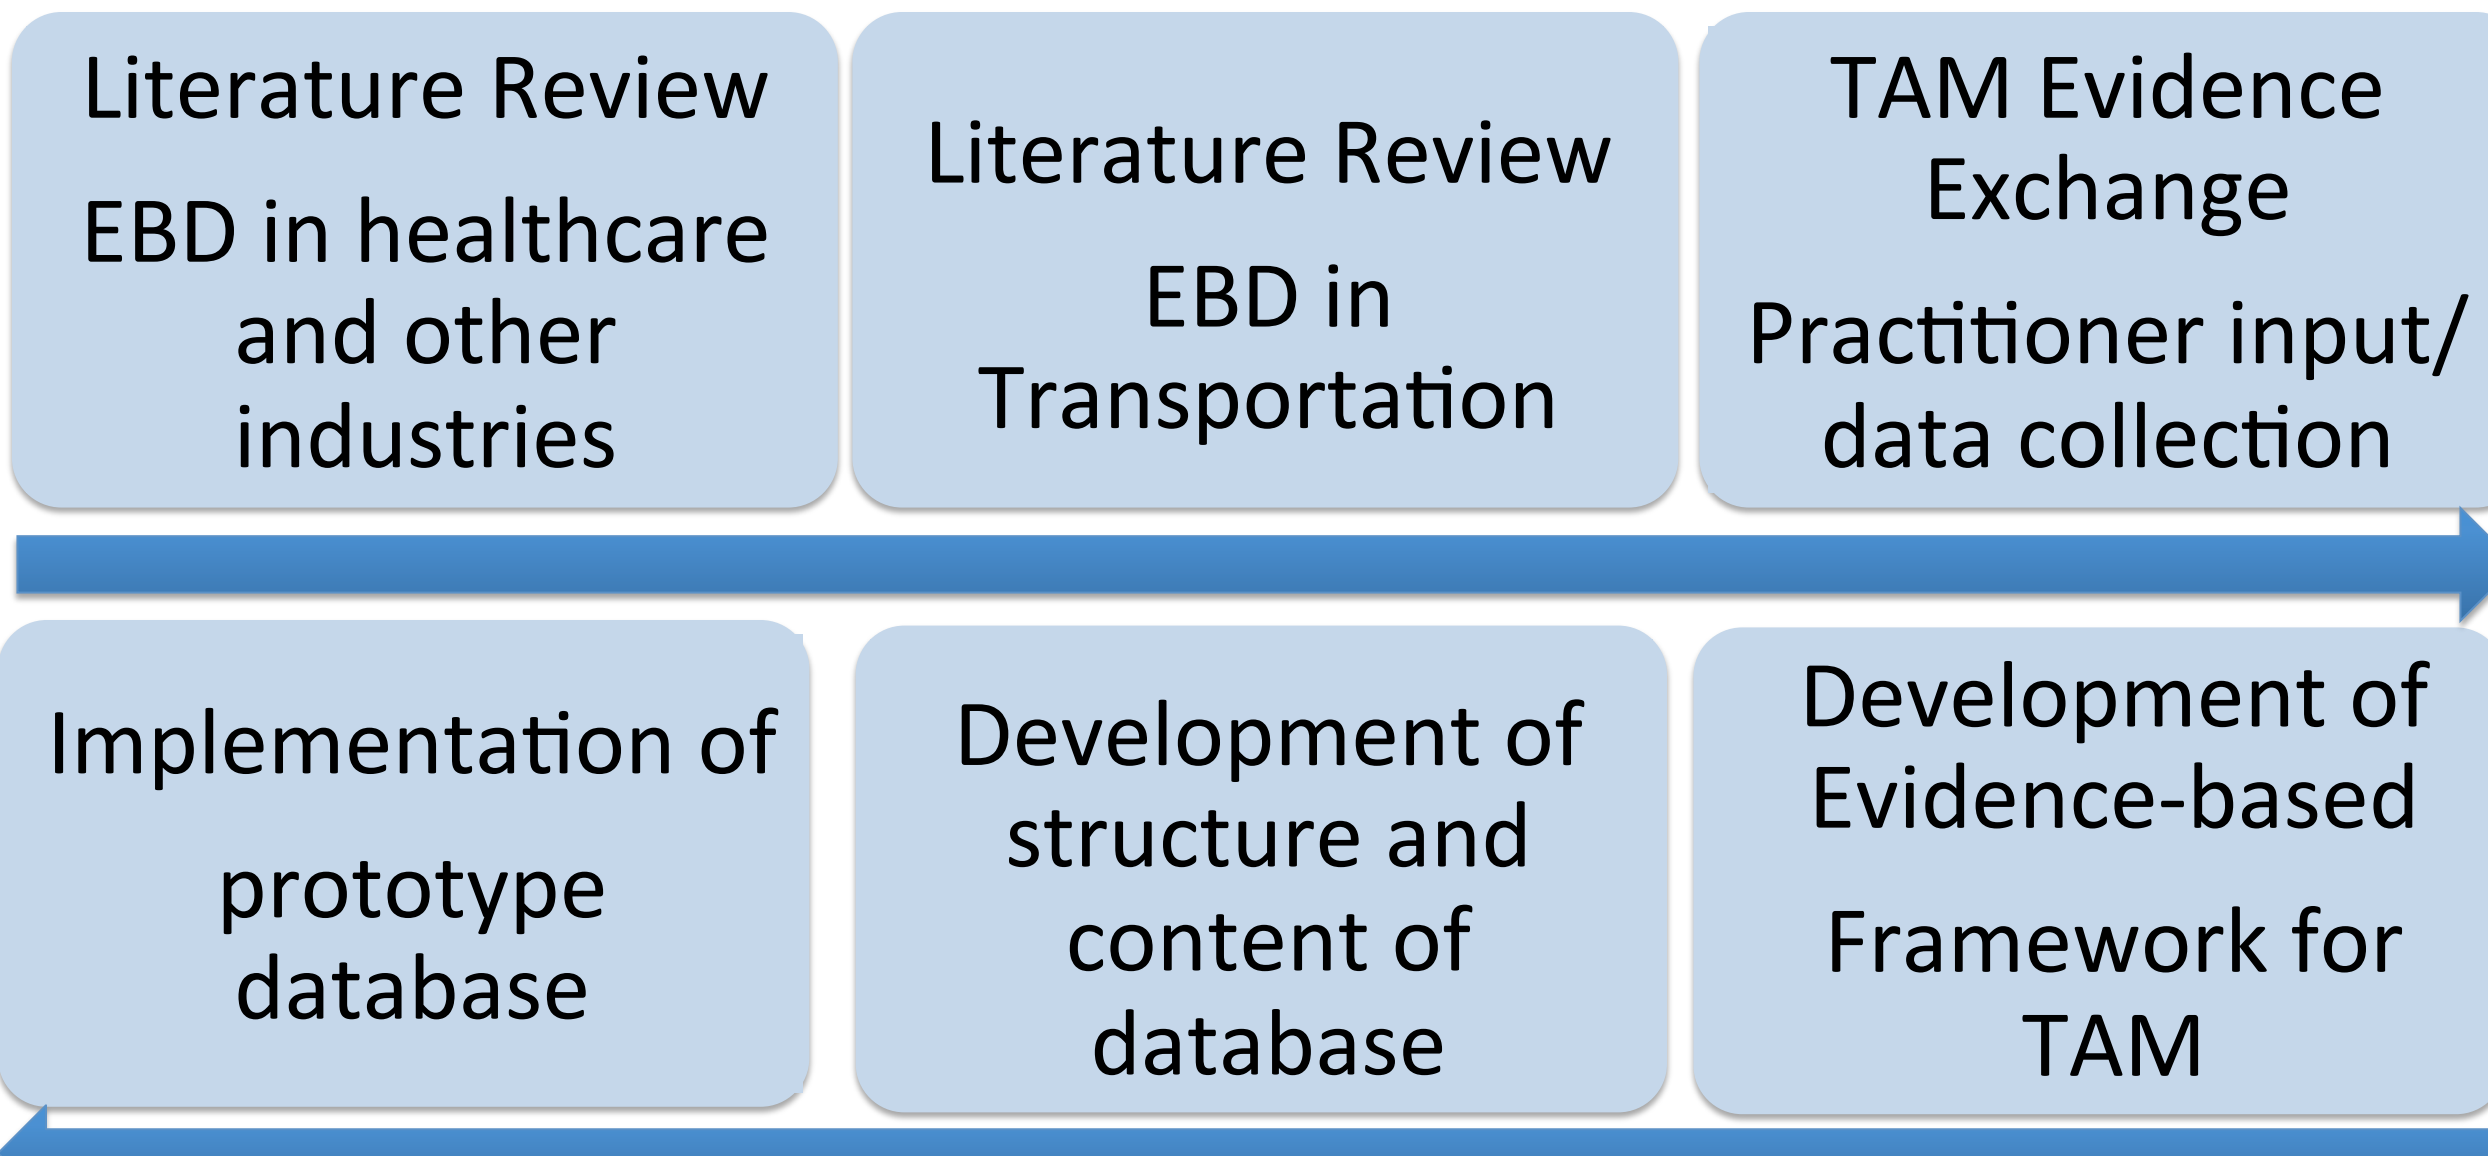 Literature Review
EBD in healthcare
and other
industries
Literature Review
EBD in
Transportation
TAM Evidence
Exchange
Practitioner input/
data collection
Implementation of
prototype
database
Development of
structure and
content of
database
Development of
Evidence-based
Framework for
TAM